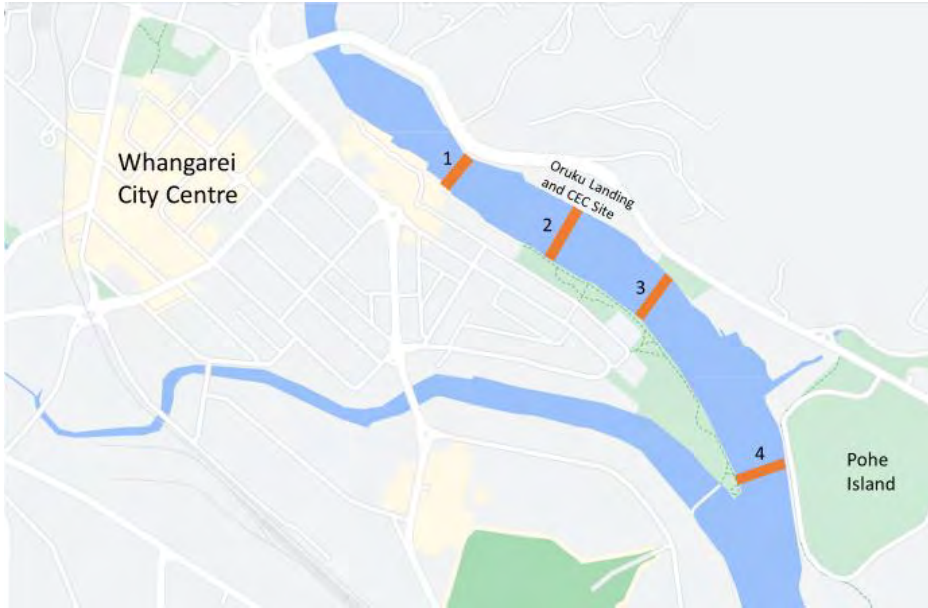 Whangarei
City Centre
1
Oruku Landing
and CEC Site
2
3
4
Pohe
Island